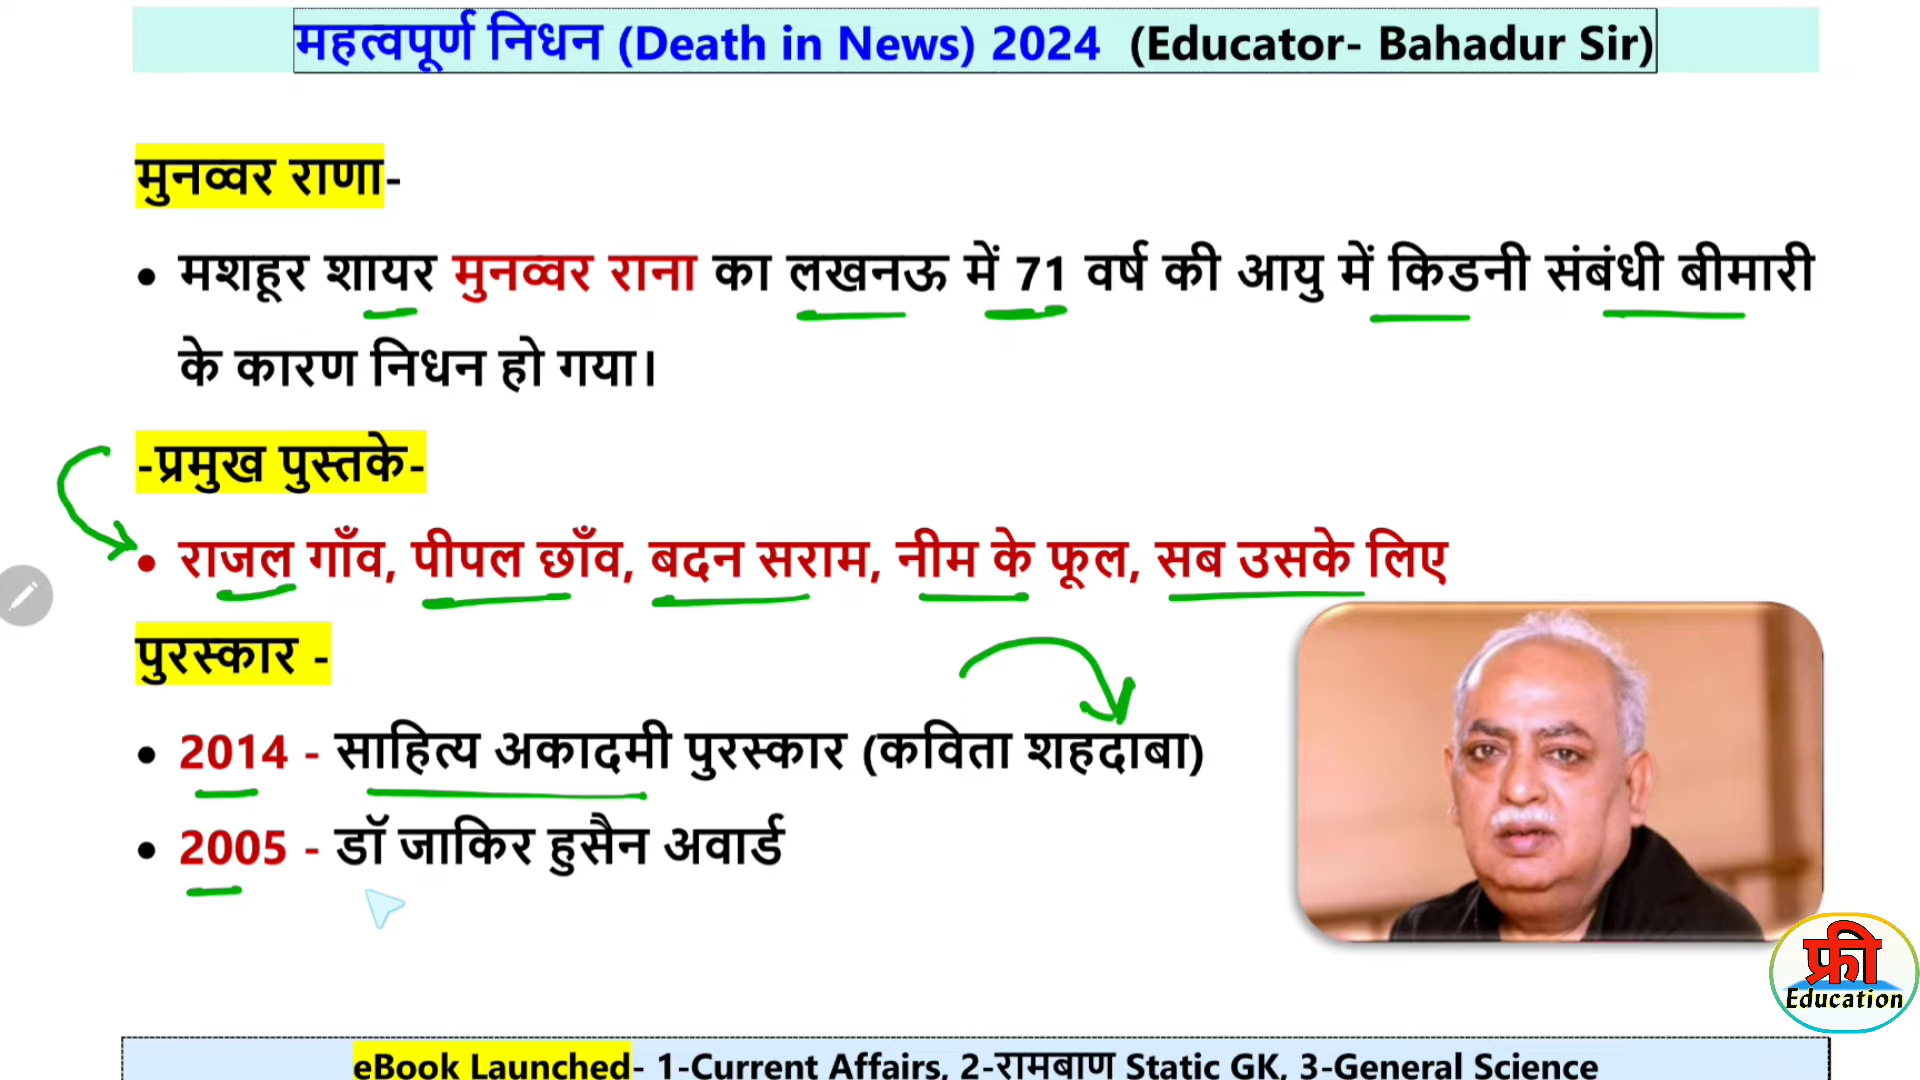 महत्वपूर्ण निधन (Death in News) 2024 (Educator- Bahadur Sir)
मुनव्वर राणा-
• मशहूर शायर मुनव्वर राना का लखनऊ में 71 वर्ष की आयु में किडनी संबंधी बीमारी
के कारण निधन हो गया।
-प्रमुख पुस्तके-
• राजल गाँव, पीपल छाँव, बदन सराम, नीम के फूल, सब उसके लिए
पुरस्कार -
• 2014 - साहित्य अकादमी पुरस्कार (कविता शहदाबा)
• 2005 - डॉ जाकिर हुसैन अवार्ड
फ्री
Education
eBook Launched- 1-Current Affairs, 2-रामबाण Static GK, 3-General Science